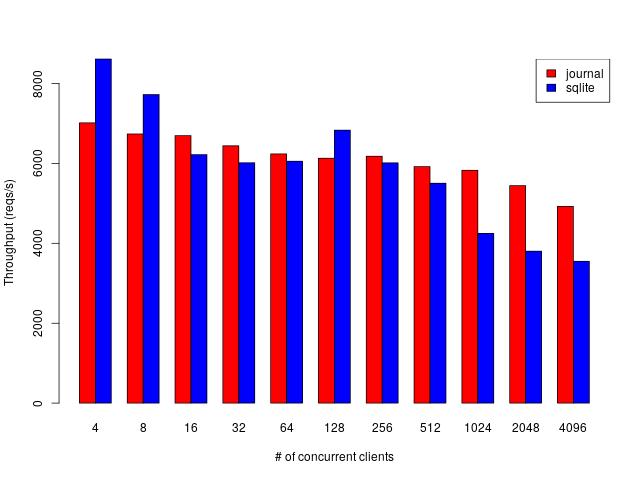 journal
sqlite
Throughput (reqs/s)
8000
6000
4000
2000
0
4 8 16 32 64 128 256 512 1024 2048 4096
# of concurrent clients